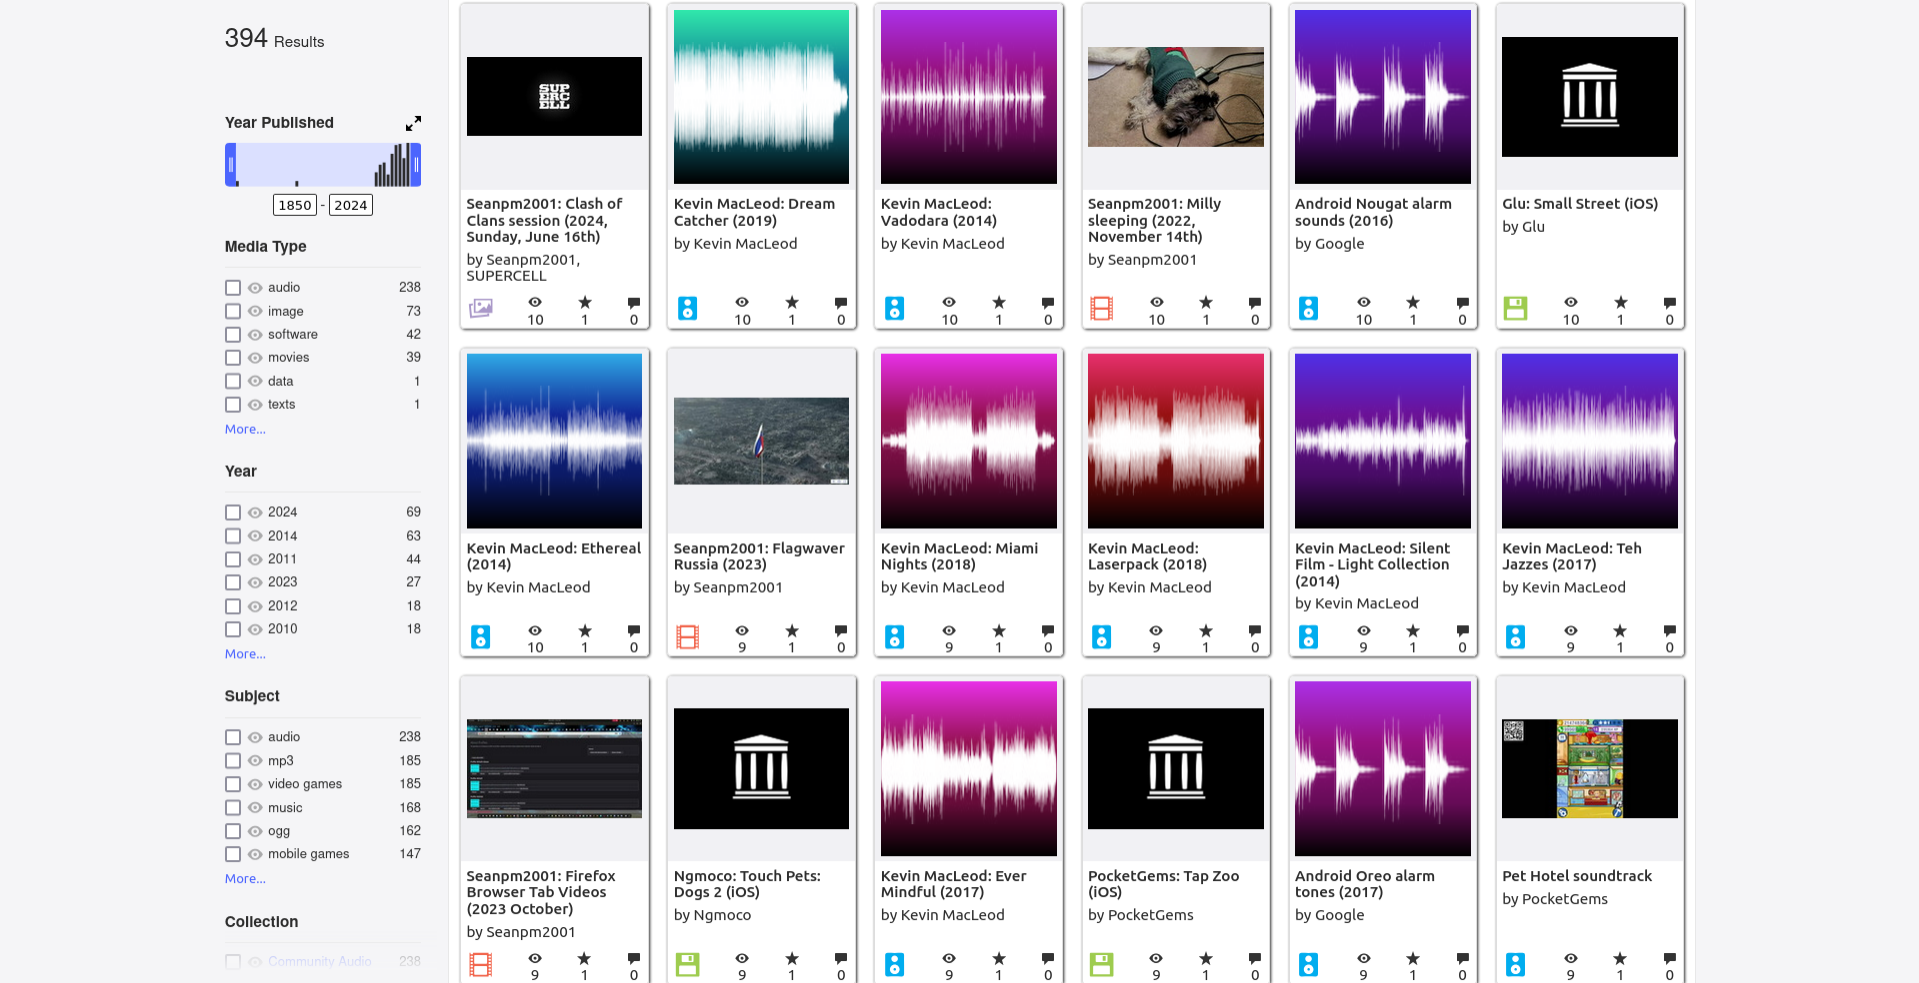 394 Results
Year Published
1850 - 2024
Media Type
audio 238
image 73
software 42
movies 39
data 1
texts 1
More...
Year
2024 69
2014 63
2011 44
2023 27
2012 18
2010 18
More...
Subject
audio 238
mp3 185
video games 185
music 168
ogg 162
mobile games 147
More...
Collection
Community Audio 238
SUP
ERC
ELL
Seanpm2001: Clash of
Clans session (2024,
Sunday, June 16th)
by Seanpm2001,
SUPERCELL
10 1 0
Kevin MacLeod: Dream
Catcher (2019)
by Kevin MacLeod
10 1 0
Kevin MacLeod:
Vadodara (2014)
by Kevin MacLeod
10 1 0
Seanpm2001: Milly
sleeping (2022,
November 14th)
by Seanpm2001
10 1 0
Android Nougat alarm
sounds (2016)
by Google
10 1 0
Glu: Small Street (iOS)
by Glu
10 1 0
Kevin MacLeod: Ethereal
(2014)
by Kevin MacLeod
10 1 0
Seanpm2001: Flagwaver
Russia (2023)
by Seanpm2001
9 1 0
Kevin MacLeod: Miami
Nights (2018)
by Kevin MacLeod
9 1 0
Kevin MacLeod:
Laserpack (2018)
by Kevin MacLeod
9 1 0
Kevin MacLeod: Silent
Film - Light Collection
(2014)
by Kevin MacLeod
9 1 0
Kevin MacLeod: Teh
Jazzes (2017)
by Kevin MacLeod
9 1 0
Seanpm2001: Firefox
Browser Tab Videos
(2023 October)
by Seanpm2001
9 1 0
Ngmoco: Touch Pets:
Dogs 2 (iOS)
by Ngmoco
9 1 0
Kevin MacLeod: Ever
Mindful (2017)
by Kevin MacLeod
9 1 0
PocketGems: Tap Zoo
(iOS)
by PocketGems
9 1 0
Android Oreo alarm
tones (2017)
by Google
9 1 0
Pet Hotel soundtrack
by PocketGems
9 1 0